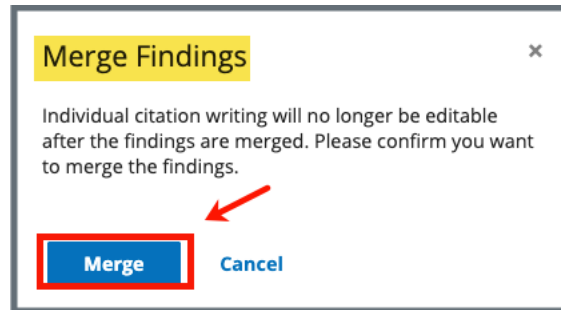 Merge Findings
×
Individual citation writing will no longer be editable
after the findings are merged. Please confirm you want
to merge the findings.
Merge Cancel